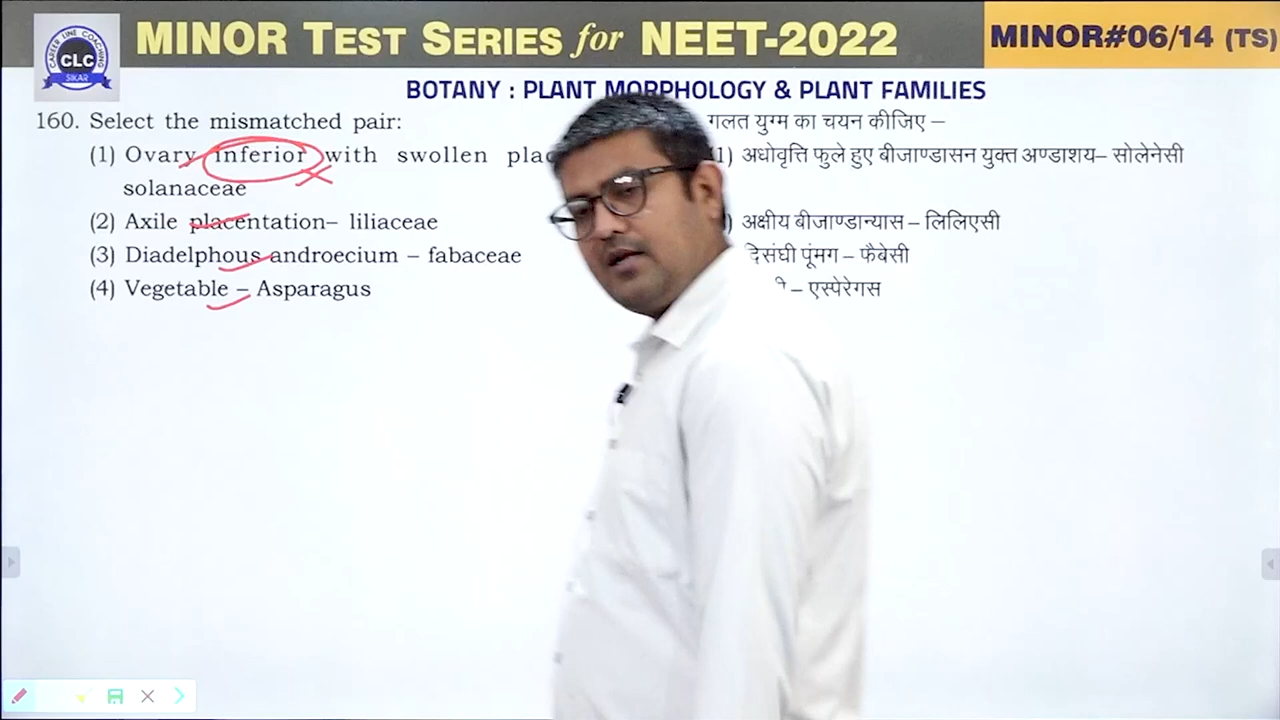 MINOR TEST SERIES for NEET-2022
MINOR#06/14 (TS)
CAREER LINE COACHING
CLC
SIKAR
BOTANY : PLANT MORPHOLOGY & PLANT FAMILIES
160. Select the mismatched pair:
(1) Ovary inferior with swollen
solanaceae
(2) Axile placentation– liliaceae
(3) Diadelphous androecium – fabaceae
(4) Vegetable – Asparagus
गलत युग्म का चयन कीजिए –
1) अधोवृत्ति फुले हुए बीजाण्डासन युक्त अण्डाशय– सोलेनेसी
) अक्षीय बीजाण्डान्यास – लिलिएसी
पूंमग – फैबेसी
– एस्पेरेगस